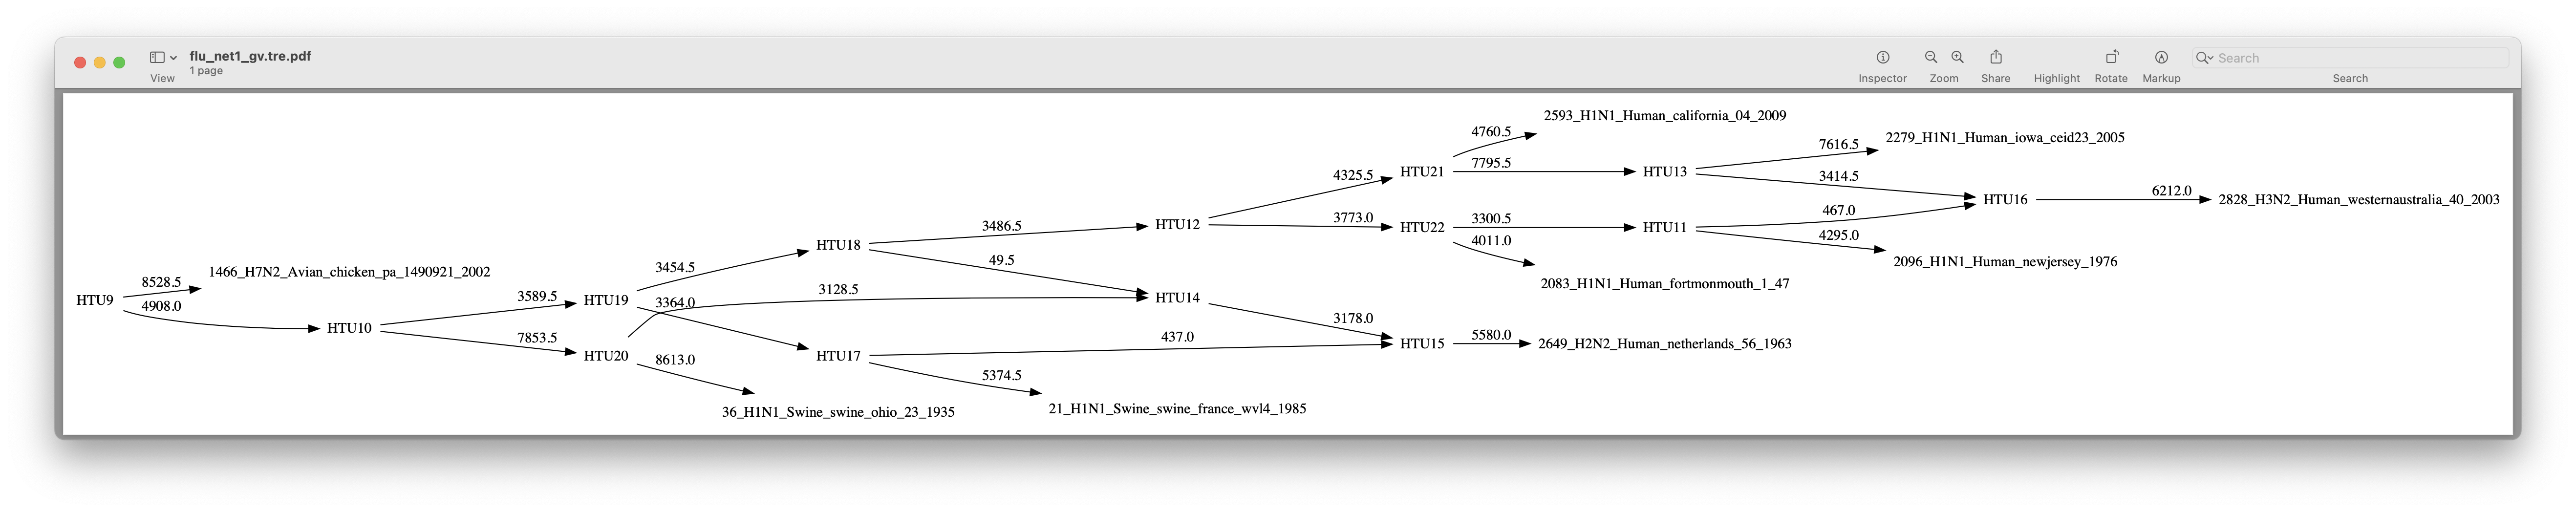 flu_net1_gv.tre.pdf
1 page
View
Inspector
Zoom
Share
Highlight
Rotate
Markup
Search
Search
2593_H1N1_Human_california_04_2009
4760.5
2279_H1N1_Human_iowa_ceid23_2005
7616.5
4325.5
HTU21
7795.5
HTU13
3414.5
HTU16
6212.0
2828_H3N2_Human_westernaustralia_40_2003
3486.5
HTU12
3773.0
HTU22
3300.5
HTU11
467.0
4295.0
4011.0
2096_H1N1_Human_newjersey_1976
2083_H1N1_Human_fortmonmouth_1_47
HTU18
3454.5
49.5
1466_H7N2_Avian_chicken_pa_1490921_2002
8528.5
HTU9
4908.0
HTU10
3589.5
HTU19
3364.0
3128.5
HTU14
3178.0
7853.5
HTU20
HTU17
437.0
HTU15
5580.0
2649_H2N2_Human_netherlands_56_1963
8613.0
5374.5
36_H1N1_Swine_swine_ohio_23_1935
21_H1N1_Swine_swine_france_wvl4_1985